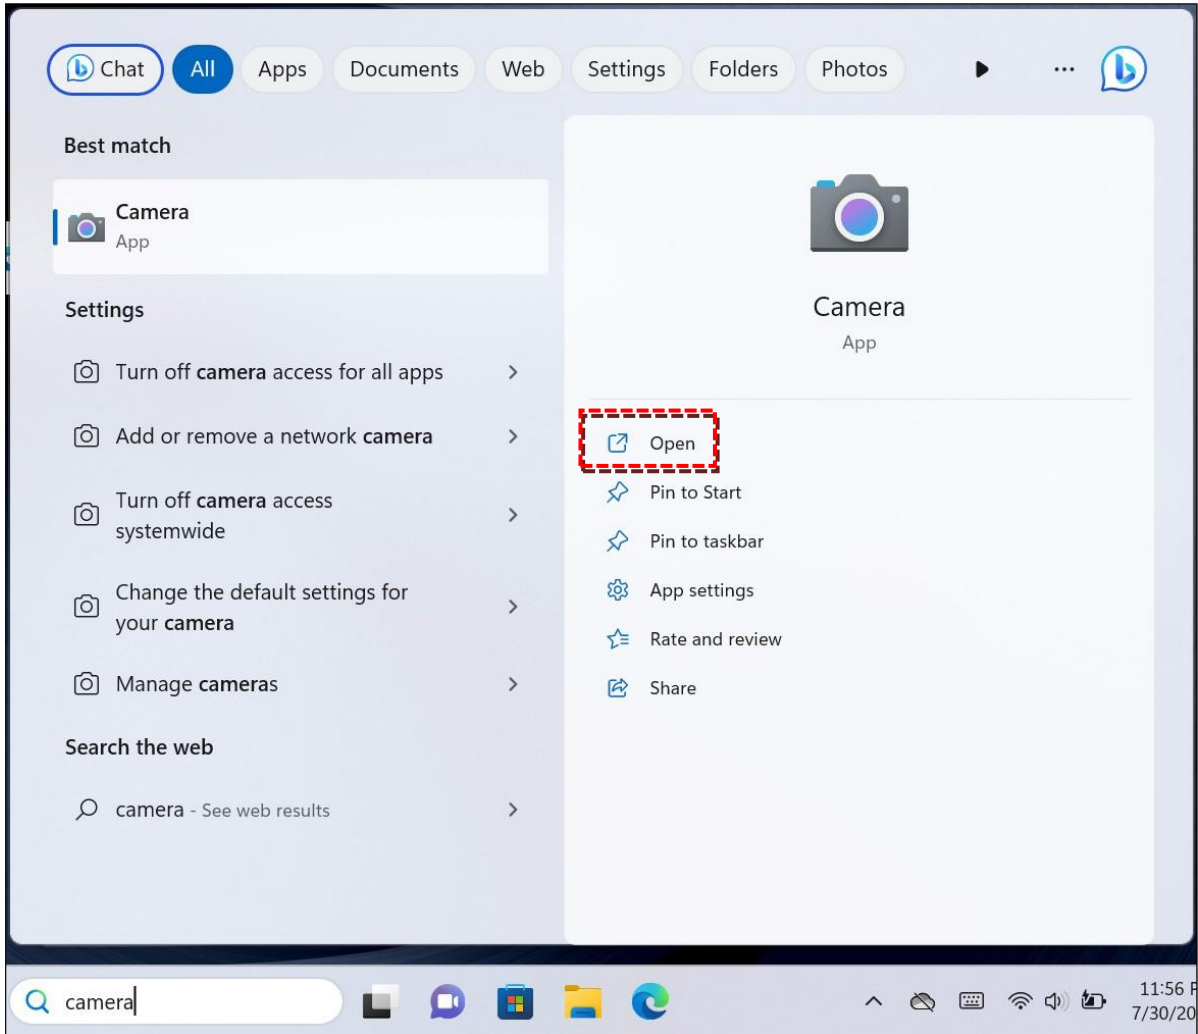 Chat All Apps Documents Web Settings Folders Photos ...
Best match
Camera
App
Settings
Turn off camera access for all apps
Add or remove a network camera
Turn off camera access
systemwide
Change the default settings for
your camera
Manage cameras
Search the web
camera - See web results
Camera
App
Open
Pin to Start
Pin to taskbar
App settings
Rate and review
Share
camera
11:56 P
7/30/20